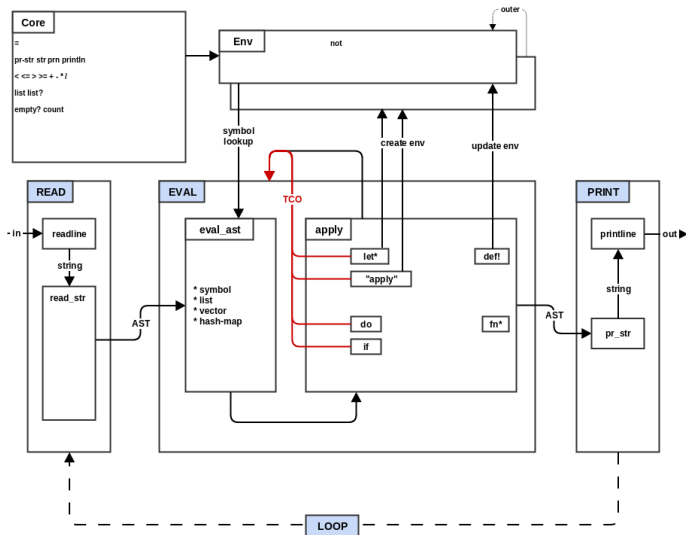 outer
Core
=
pr-str str prn println
< <= > >= + - * /
list list?
empty? count
Env
not
symbol
lookup
create env
update env
READ
EVAL
PRINT
TCO
- in
readline
string
read_str
AST
eval_ast
* symbol
* list
* vector
* hash-map
apply
let*
"apply"
do
if
def!
fn*
AST
printline
out
string
pr_str
LOOP